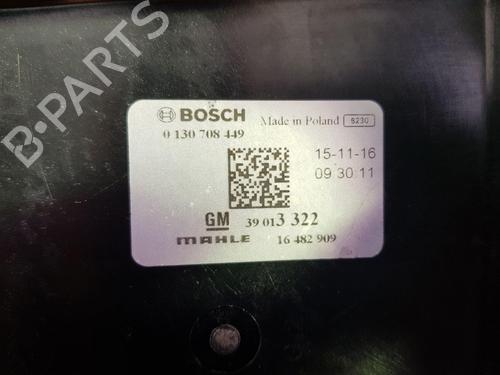 BOSCH Made in Poland 6230
0 130 708 449
15-11-16
09 30 11
GM 39 013 322
MAHLE 16 482 909
B-PARTS